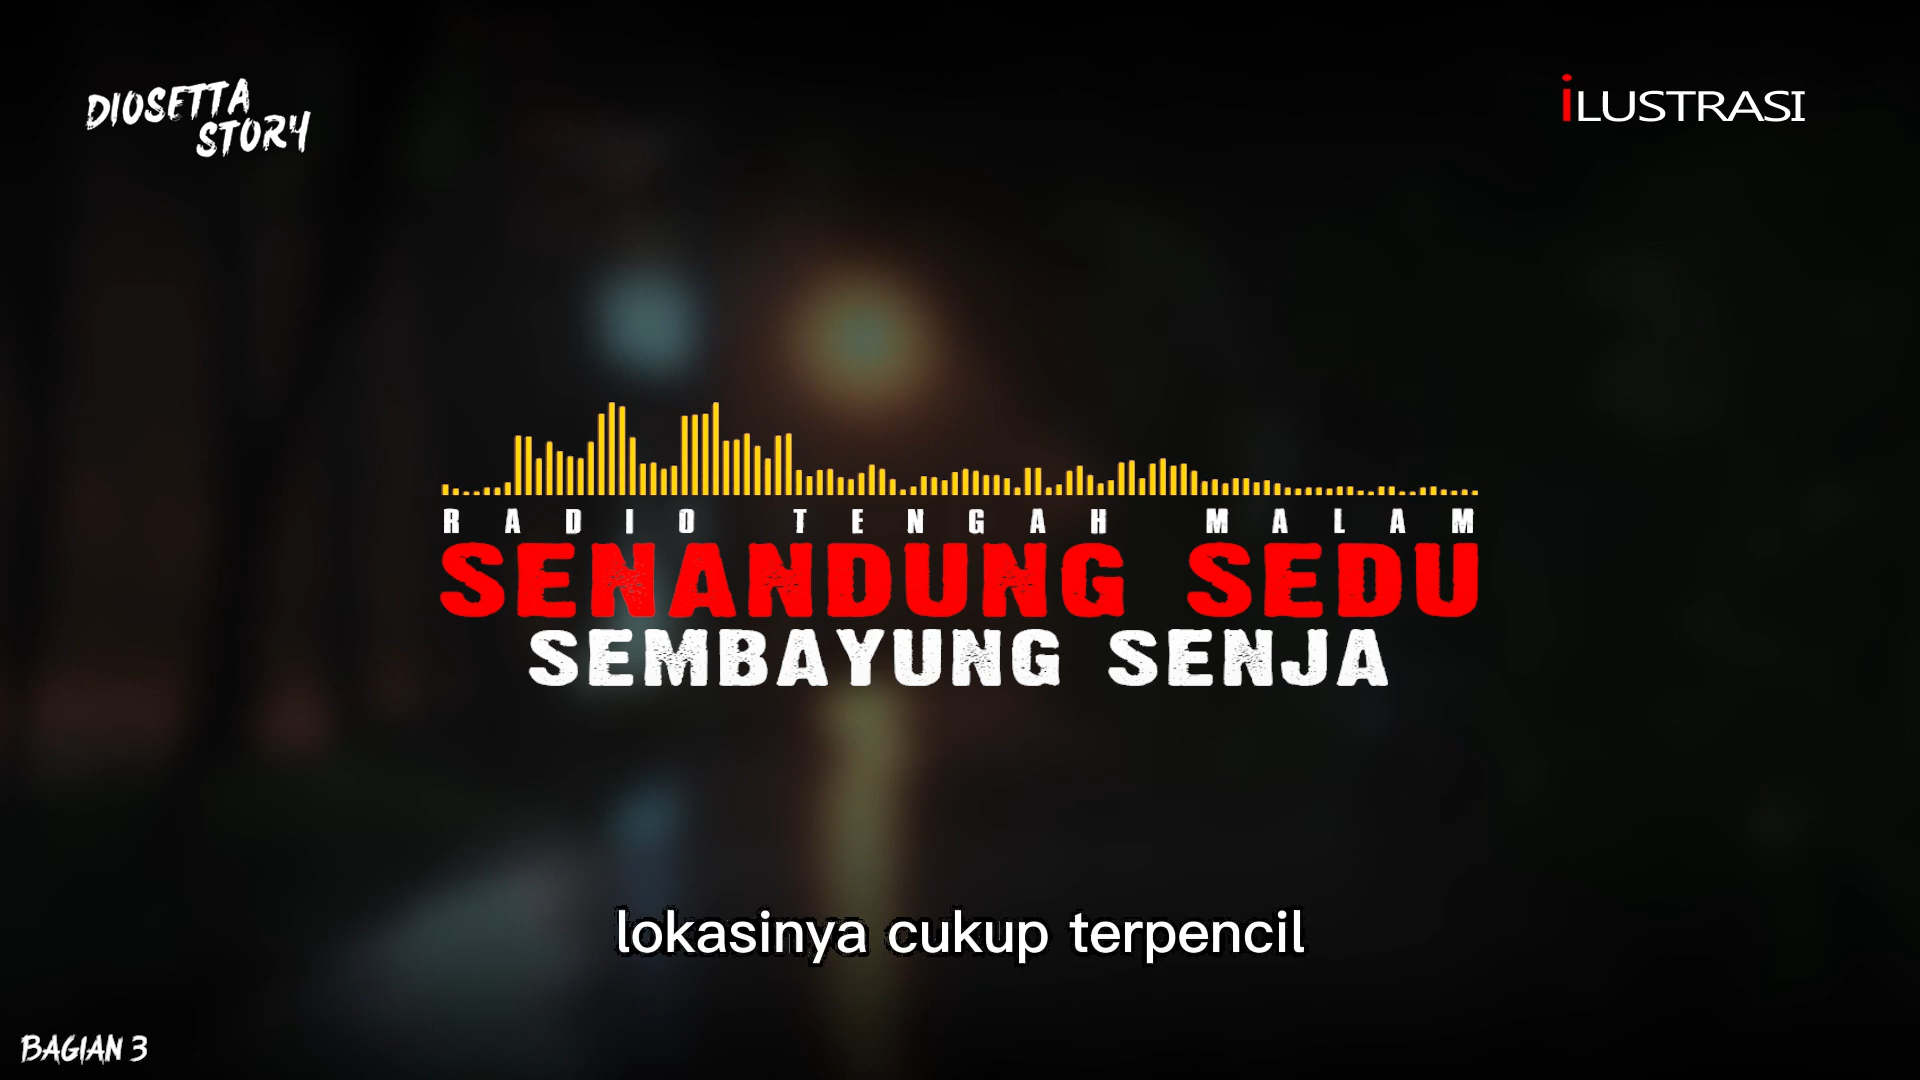 DIOSETTA
STORY
iLUSTRASI
RADIO TENGAH MALAM
SENANDUNG SEDU
SEMBAYUNG SENJA
lokasinya cukup terpencil
BAGIAN 3